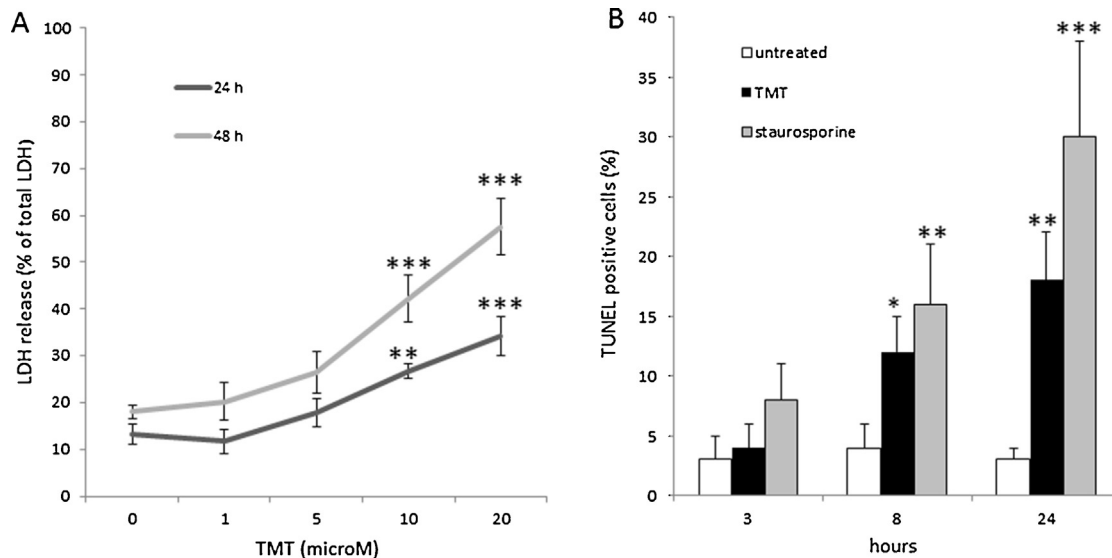 A
LDH release (% of total LDH)
100
90
80
70
60
50
40
30
20
10
0
24 h
48 h
***
***
***
**
0 1 5 10 20
TMT (microM)
B
TUNEL positive cells (%)
40
35
30
25
20
15
10
5
0
untreated
TMT
staurosporine
***
**
**
*
3 8 24
hours